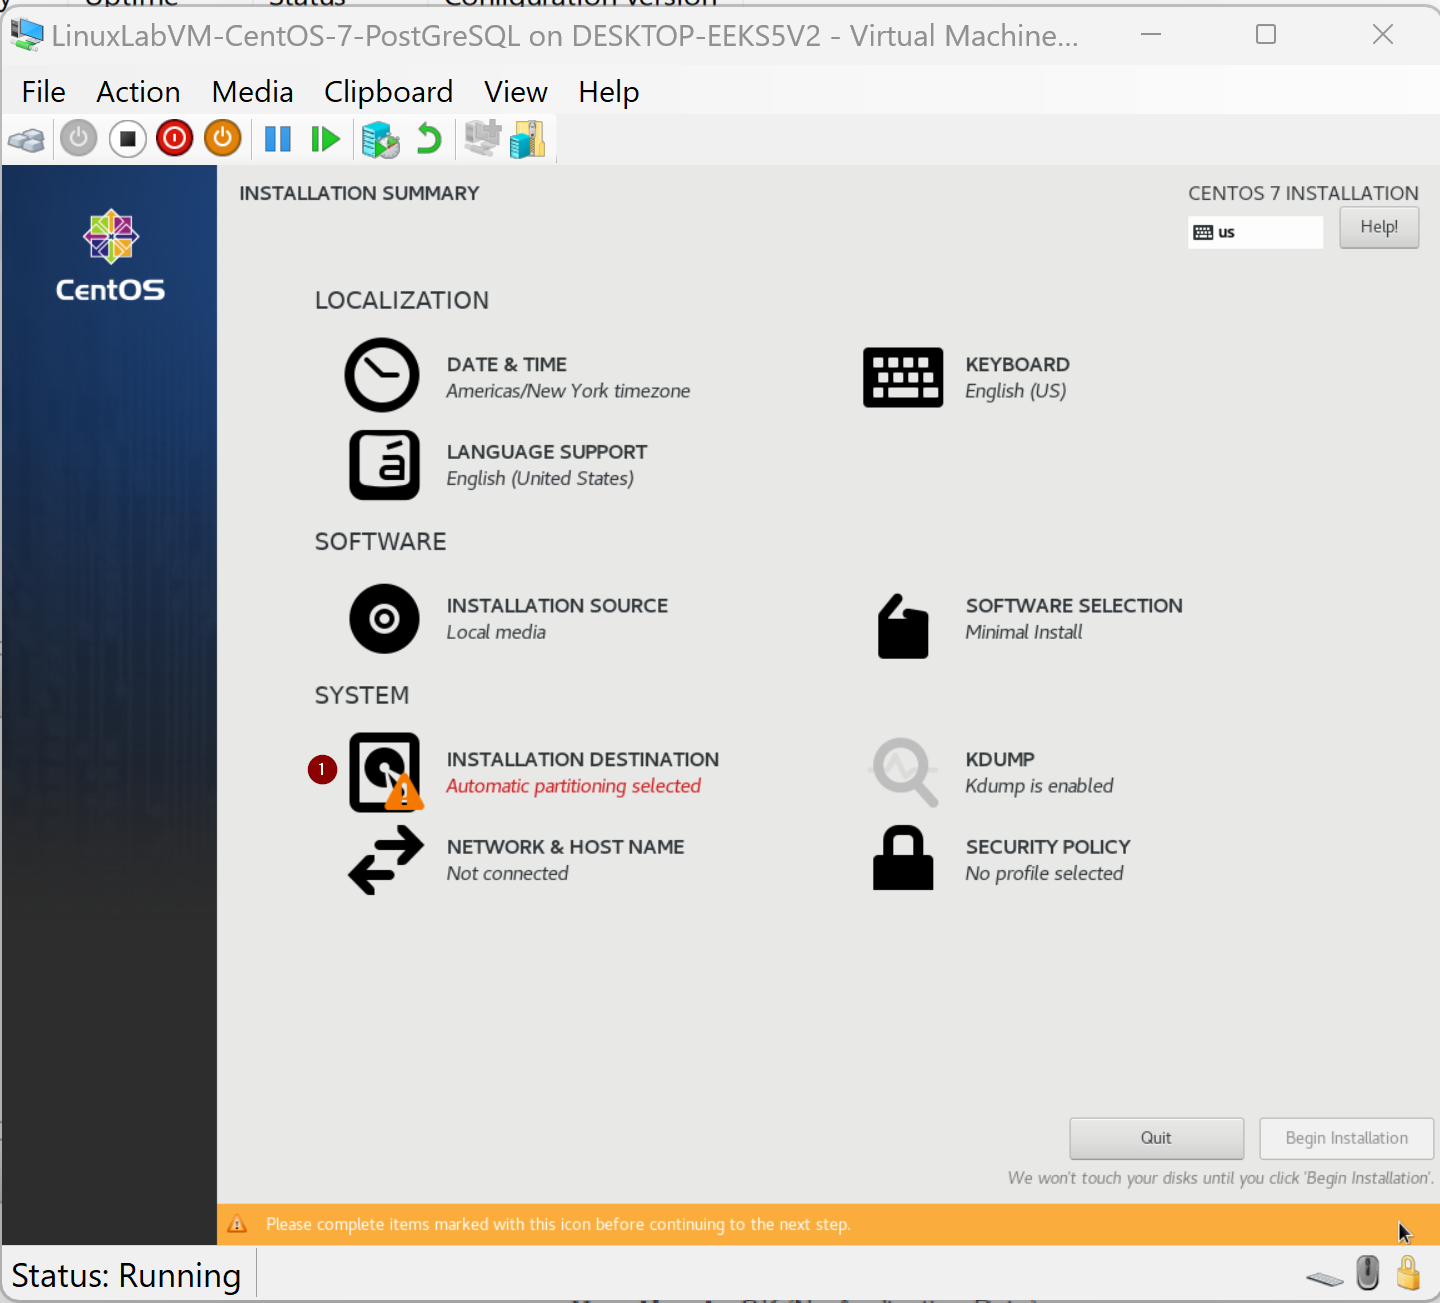 Uptime Status Configuration Version
LinuxLabVM-CentOS-7-PostGreSQL on DESKTOP-EEKS5V2 - Virtual Machine...
File Action Media Clipboard View Help
INSTALLATION SUMMARY
CENTOS 7 INSTALLATION
us
Help!
CentOS
LOCALIZATION
DATE & TIME
Americas/New York timezone
KEYBOARD
English (US)
LANGUAGE SUPPORT
English (United States)
SOFTWARE
INSTALLATION SOURCE
Local media
SOFTWARE SELECTION
Minimal Install
SYSTEM
1
INSTALLATION DESTINATION
Automatic partitioning selected
KDUMP
Kdump is enabled
NETWORK & HOST NAME
Not connected
SECURITY POLICY
No profile selected
Quit
Begin Installation
We won't touch your disks until you click 'Begin Installation'.
Please complete items marked with this icon before continuing to the next step.
Status: Running